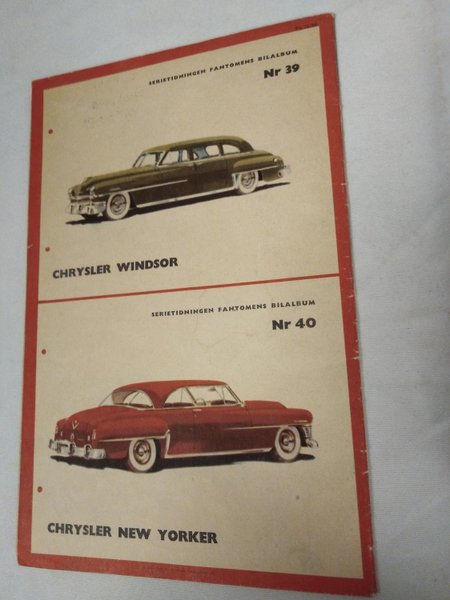 SERIETIDNINGEN FANTOMENS BILALBUM
Nr 39
CHRYSLER WINDSOR
SERIETIDNINGEN FANTOMENS BILALBUM
Nr 40
CHRYSLER NEW YORKER